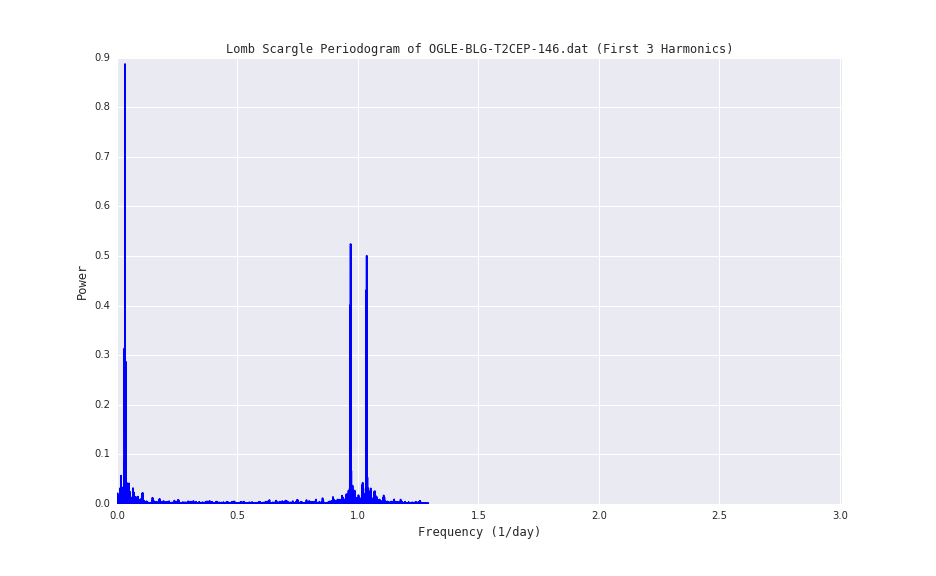 Lomb Scargle Periodogram of OGLE-BLG-T2CEP-146.dat (First 3 Harmonics)
0.9
0.8
0.7
0.6
0.5
0.4
0.3
0.2
0.1
0.0
Power
0.0 0.5 1.0 1.5 2.0 2.5 3.0
Frequency (1/day)